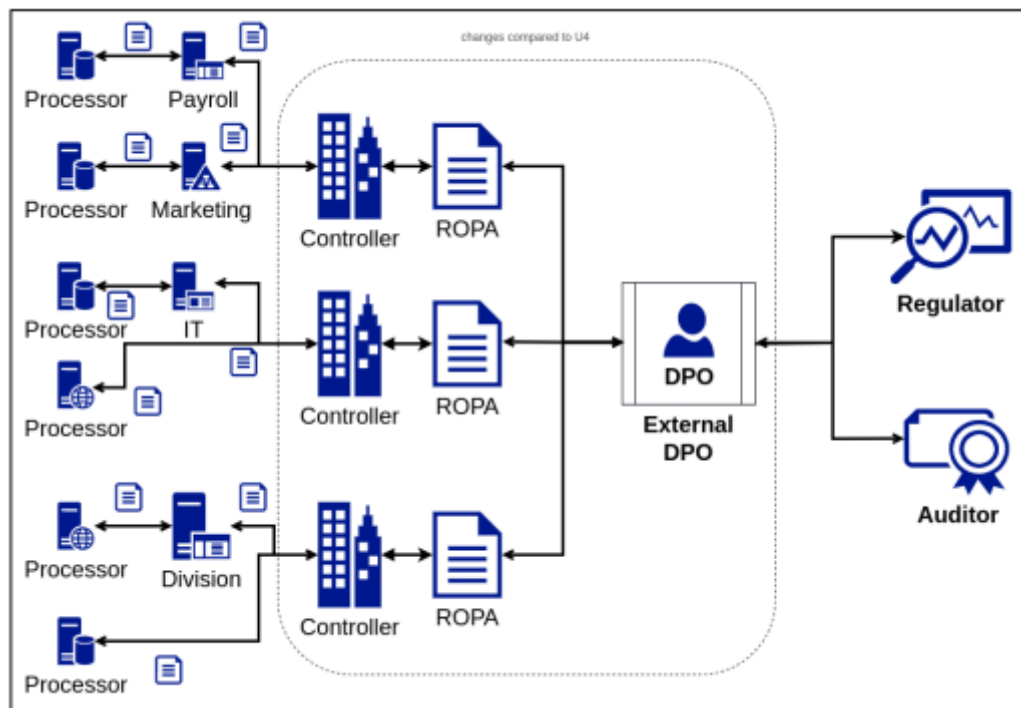 changes compared to U4
Processor
Payroll
Processor
Marketing
Controller
ROPA
Processor
IT
Processor
Controller
ROPA
DPO
External
DPO
Regulator
Auditor
Processor
Division
Processor
Controller
ROPA